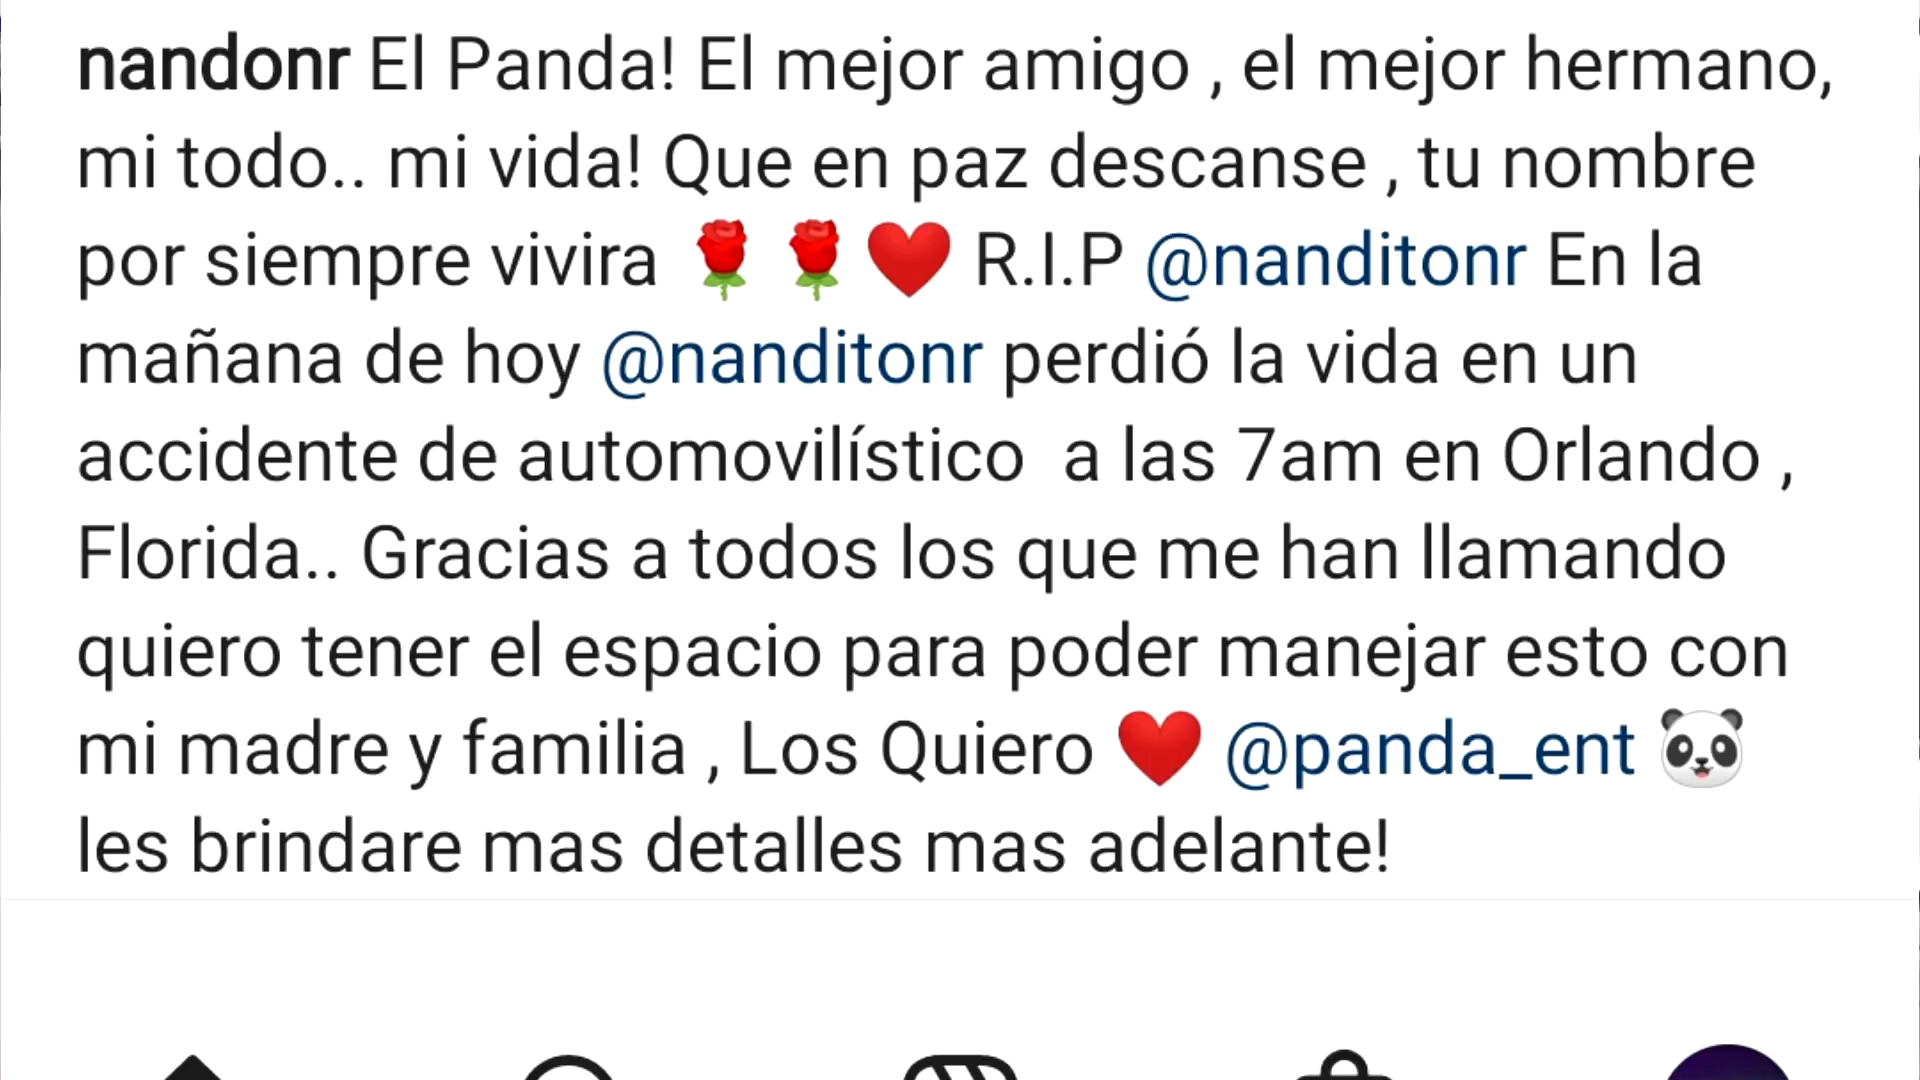 nandonr El Panda! El mejor amigo , el mejor hermano,
mi todo.. mi vida! Que en paz descanse , tu nombre
por siempre vivira 🌹 🌹❤️ R.I.P @nanditonr En la
mañana de hoy @nanditonr perdió la vida en un
accidente de automovilístico  a las 7am en Orlando ,
Florida.. Gracias a todos los que me han llamando
quiero tener el espacio para poder manejar esto con
mi madre y familia , Los Quiero ❤️ @panda_ent 🐼
les brindare mas detalles mas adelante!